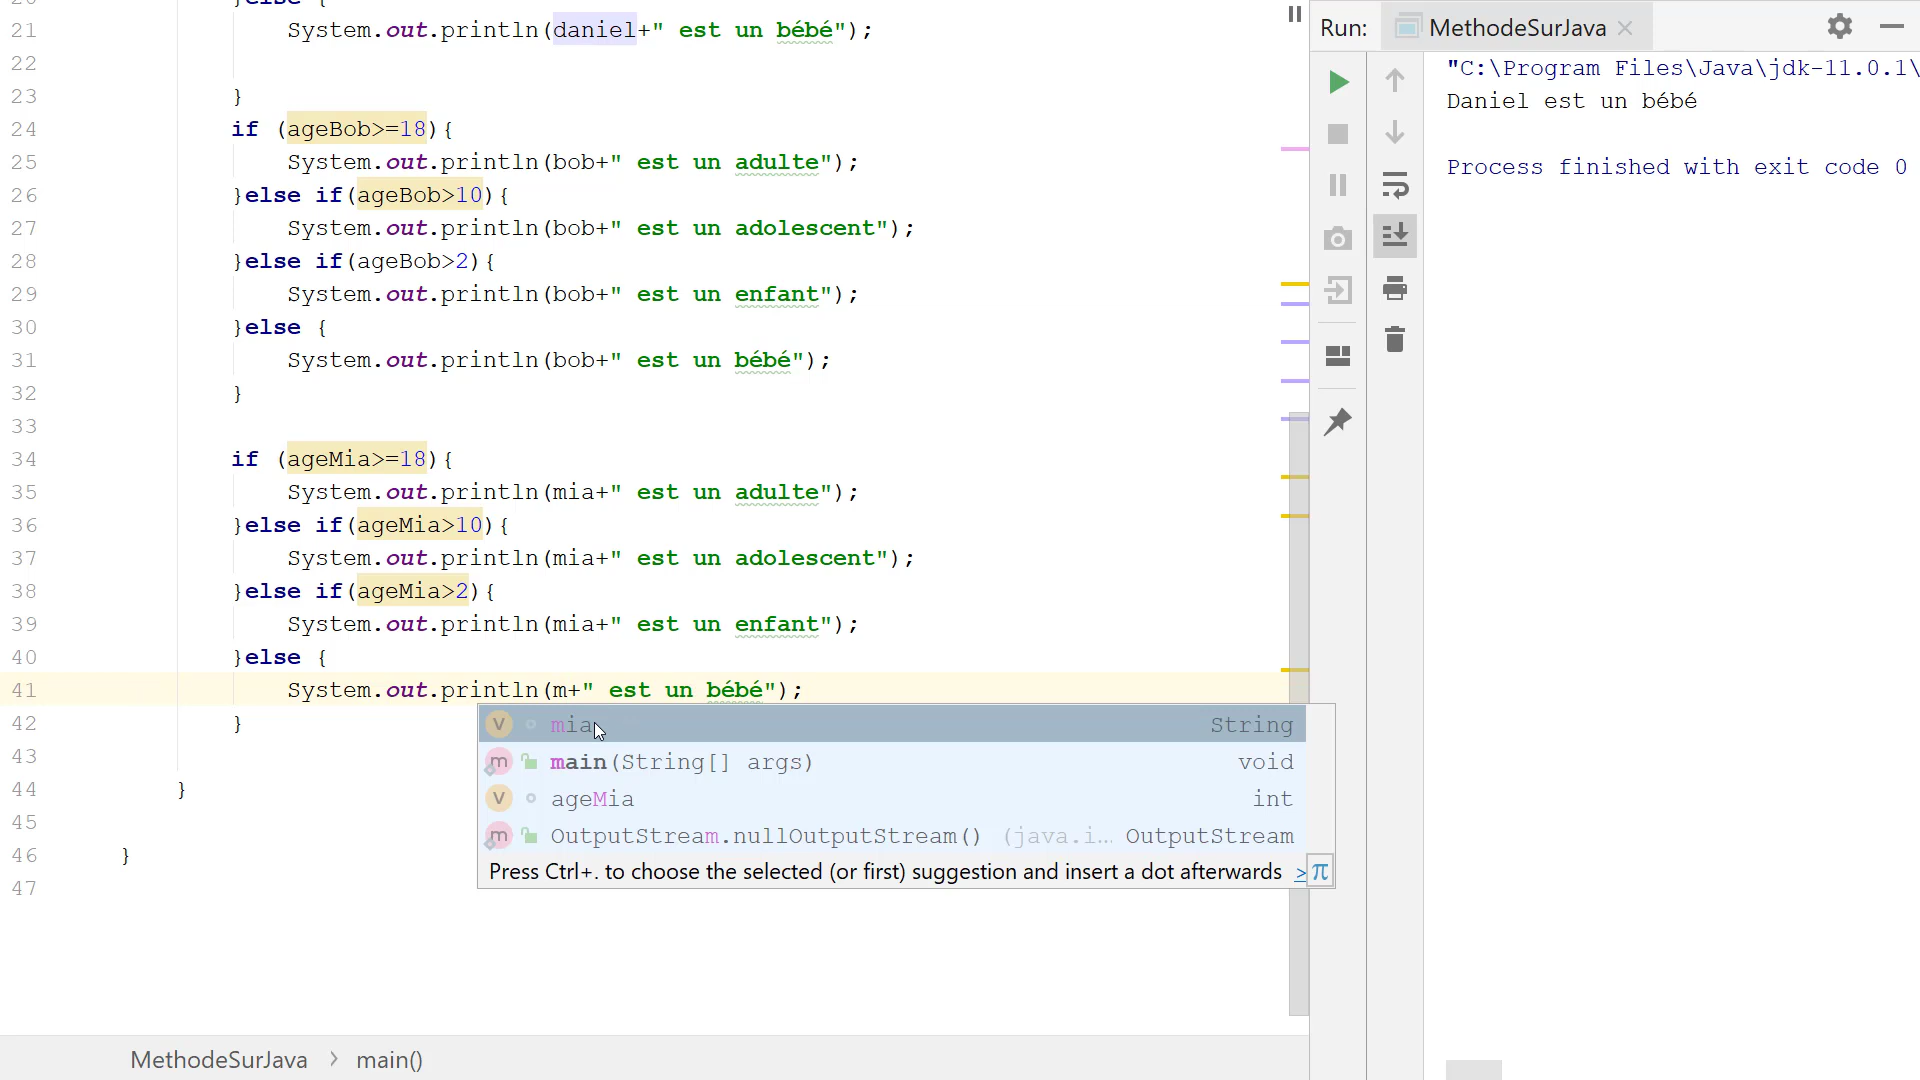 20 }else {
21 System.out.println(daniel+" est un bébé");
22
23 }
24 if (ageBob>=18){
25 System.out.println(bob+" est un adulte");
26 }else if(ageBob>10){
27 System.out.println(bob+" est un adolescent");
28 }else if(ageBob>2){
29 System.out.println(bob+" est un enfant");
30 }else {
31 System.out.println(bob+" est un bébé");
32 }
33
34 if (ageMia>=18){
35 System.out.println(mia+" est un adulte");
36 }else if(ageMia>10){
37 System.out.println(mia+" est un adolescent");
38 }else if(ageMia>2){
39 System.out.println(mia+" est un enfant");
40 }else {
41 System.out.println(m+" est un bébé");
42 }
43
44 }
45
46 }
47
v mia String
m main(String[] args) void
v ageMia int
m OutputStream.nullOutputStream() (java.i... OutputStream
Press Ctrl+. to choose the selected (or first) suggestion and insert a dot afterwards >> π
MethodeSurJava > main()
Run: MethodeSurJava
"C:\Program Files\Java\jdk-11.0.1\
Daniel est un bébé
Process finished with exit code 0